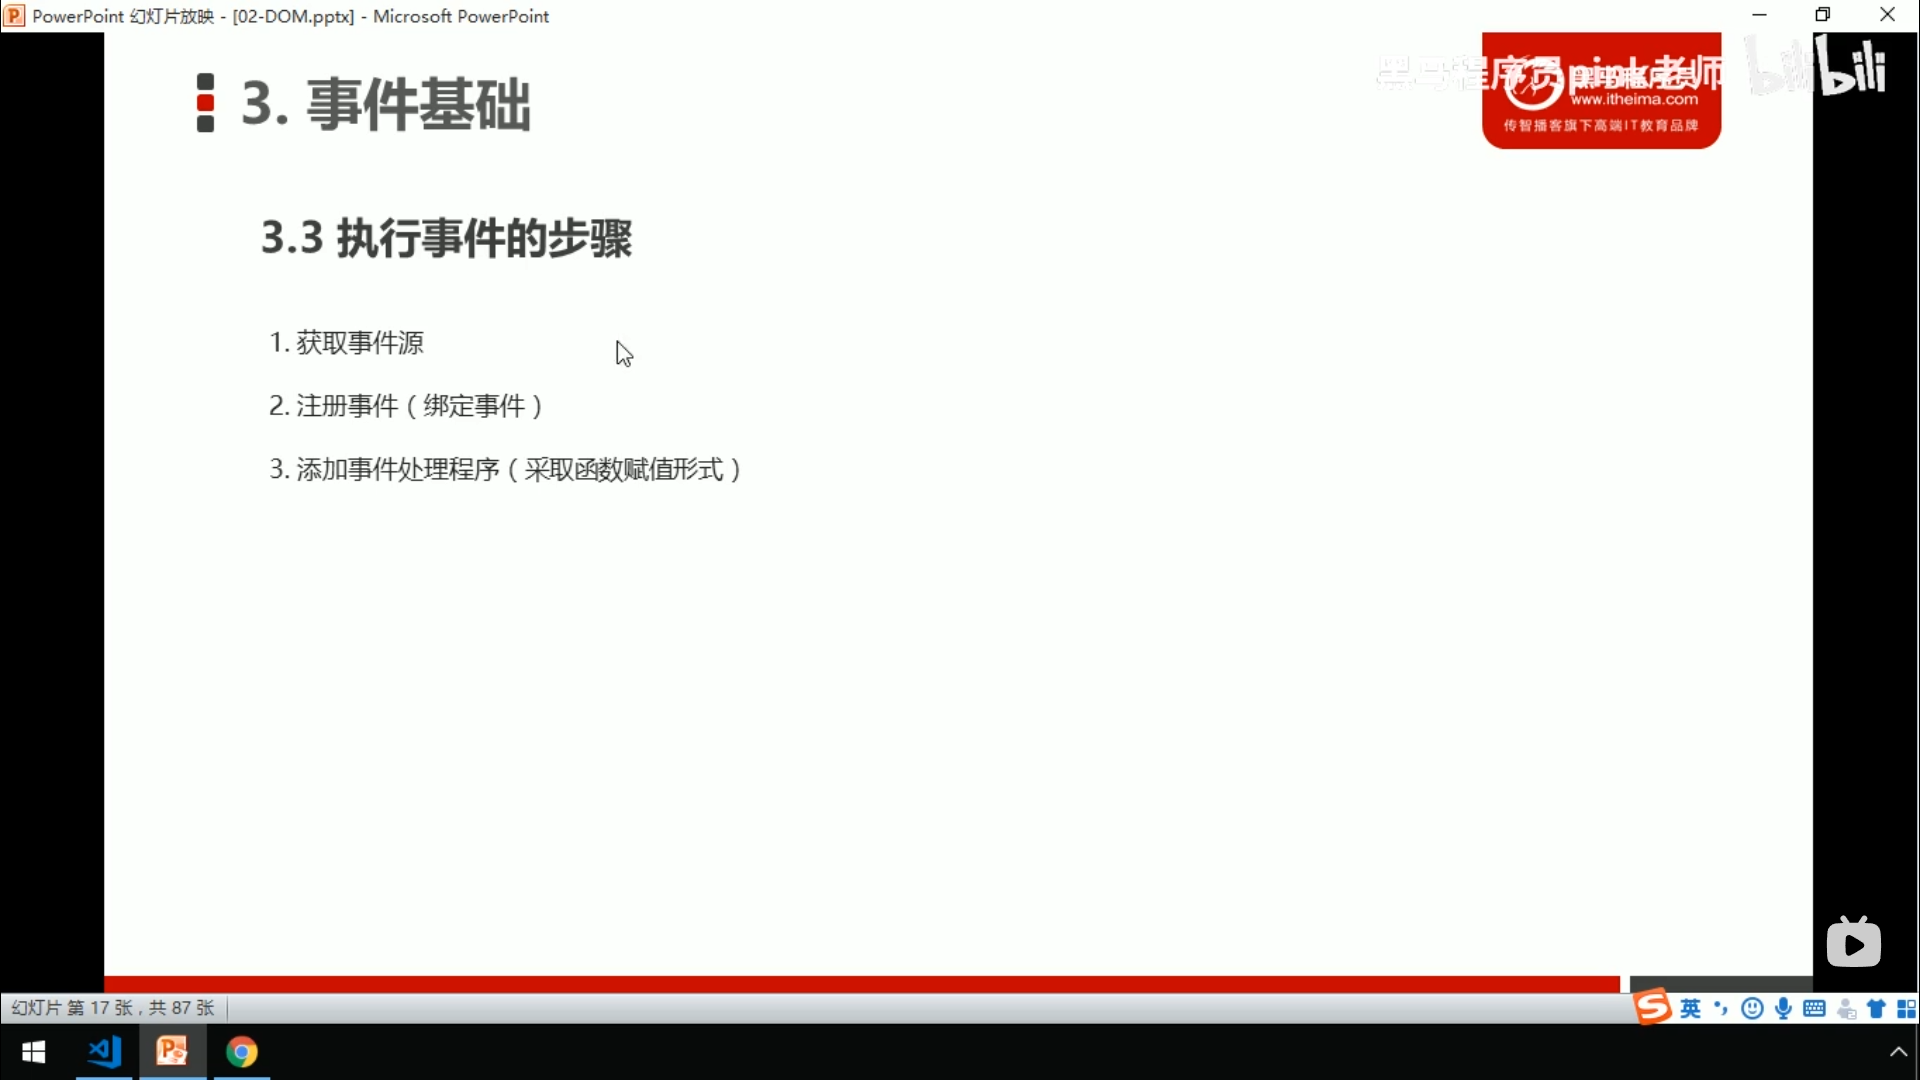 PowerPoint 幻灯片放映 - [02-DOM.pptx] - Microsoft PowerPoint
3. 事件基础
黑马程序员pink老师
bilibili
www.itheima.com
传智播客旗下高端IT教育品牌
3.3 执行事件的步骤
1. 获取事件源
2. 注册事件（绑定事件）
3. 添加事件处理程序（采取函数赋值形式）
幻灯片 第 17 张，共 87 张
英